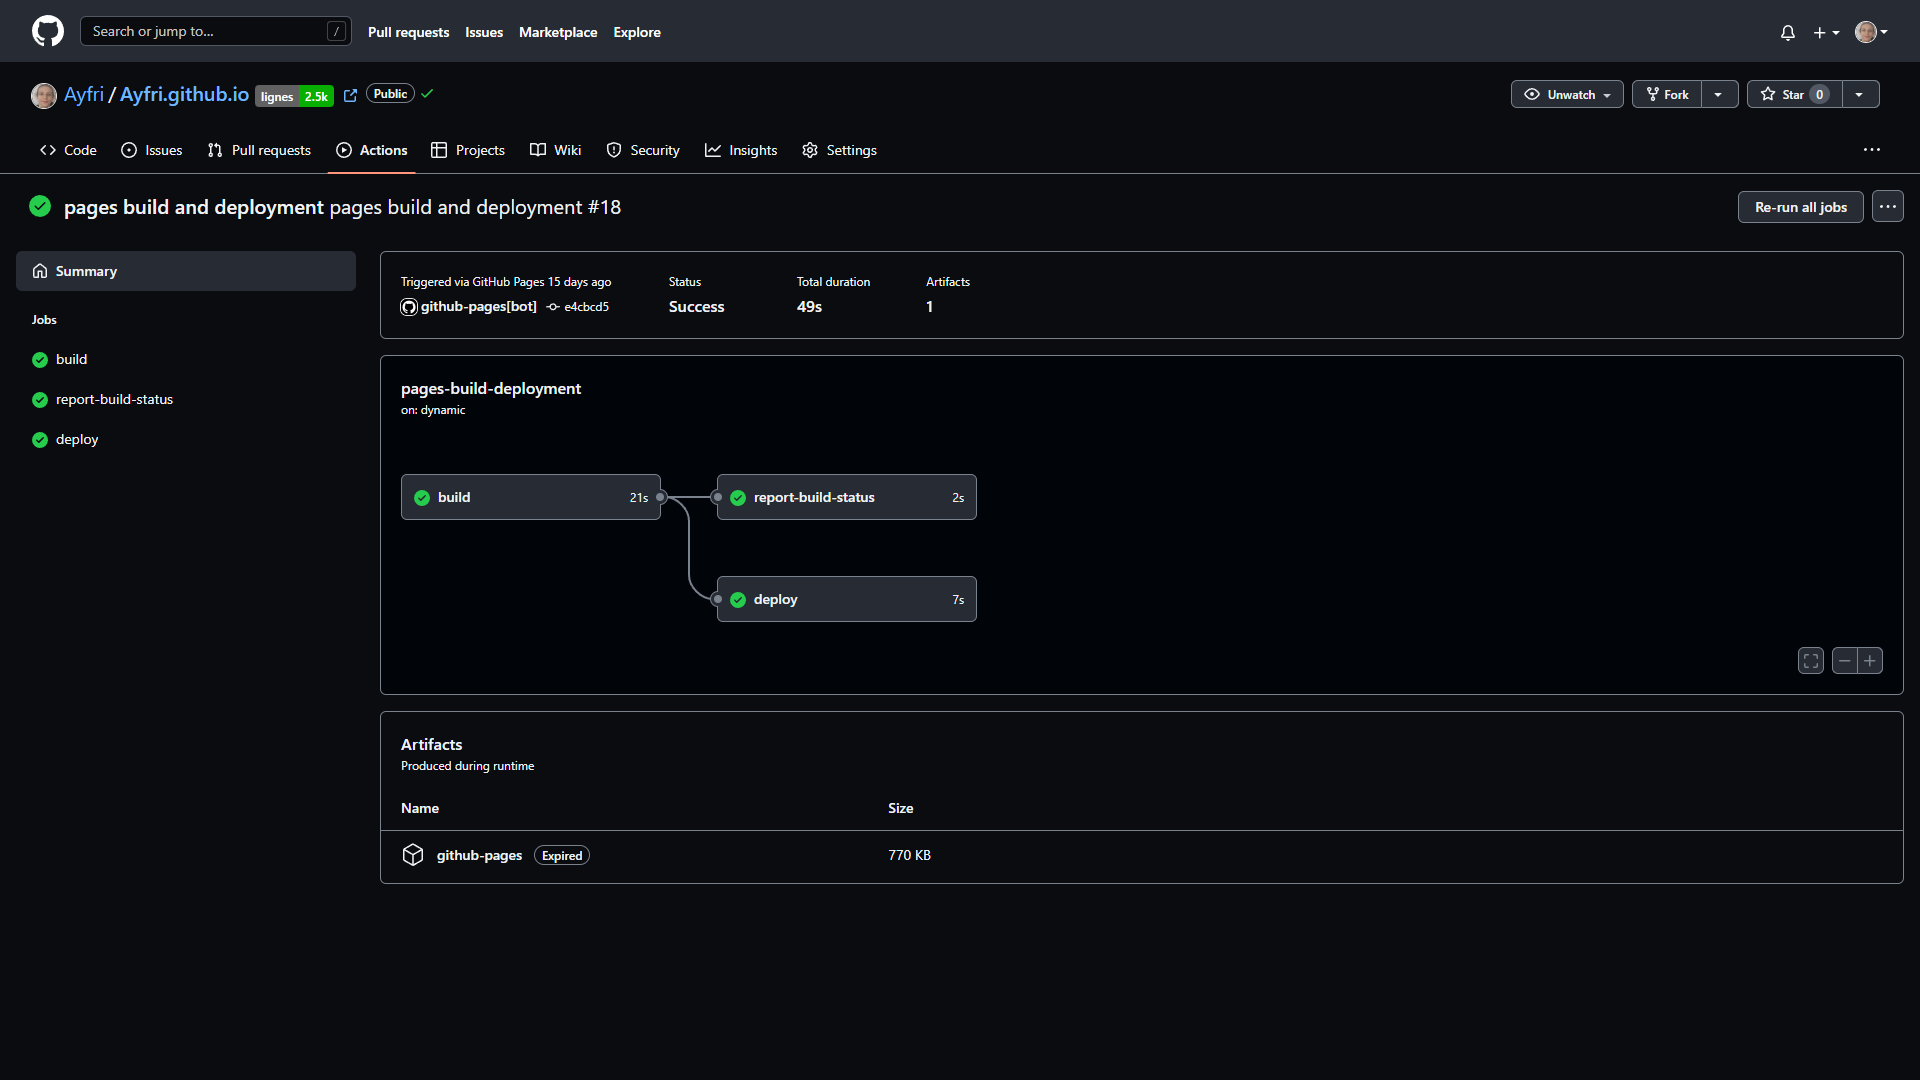 Search or jump to... / Pull requests Issues Marketplace Explore
Ayfri / Ayfri.github.io lignes 2.5k Public Unwatch Fork Star 0
Code Issues Pull requests Actions Projects Wiki Security Insights Settings
pages build and deployment pages build and deployment #18 Re-run all jobs
Summary
Jobs
build
report-build-status
deploy
Triggered via GitHub Pages 15 days ago Status Total duration Artifacts
github-pages[bot] e4cbcd5 Success 49s 1
pages-build-deployment
on: dynamic
build 21s report-build-status 2s
deploy 7s
Artifacts
Produced during runtime
Name Size
github-pages Expired 770 KB